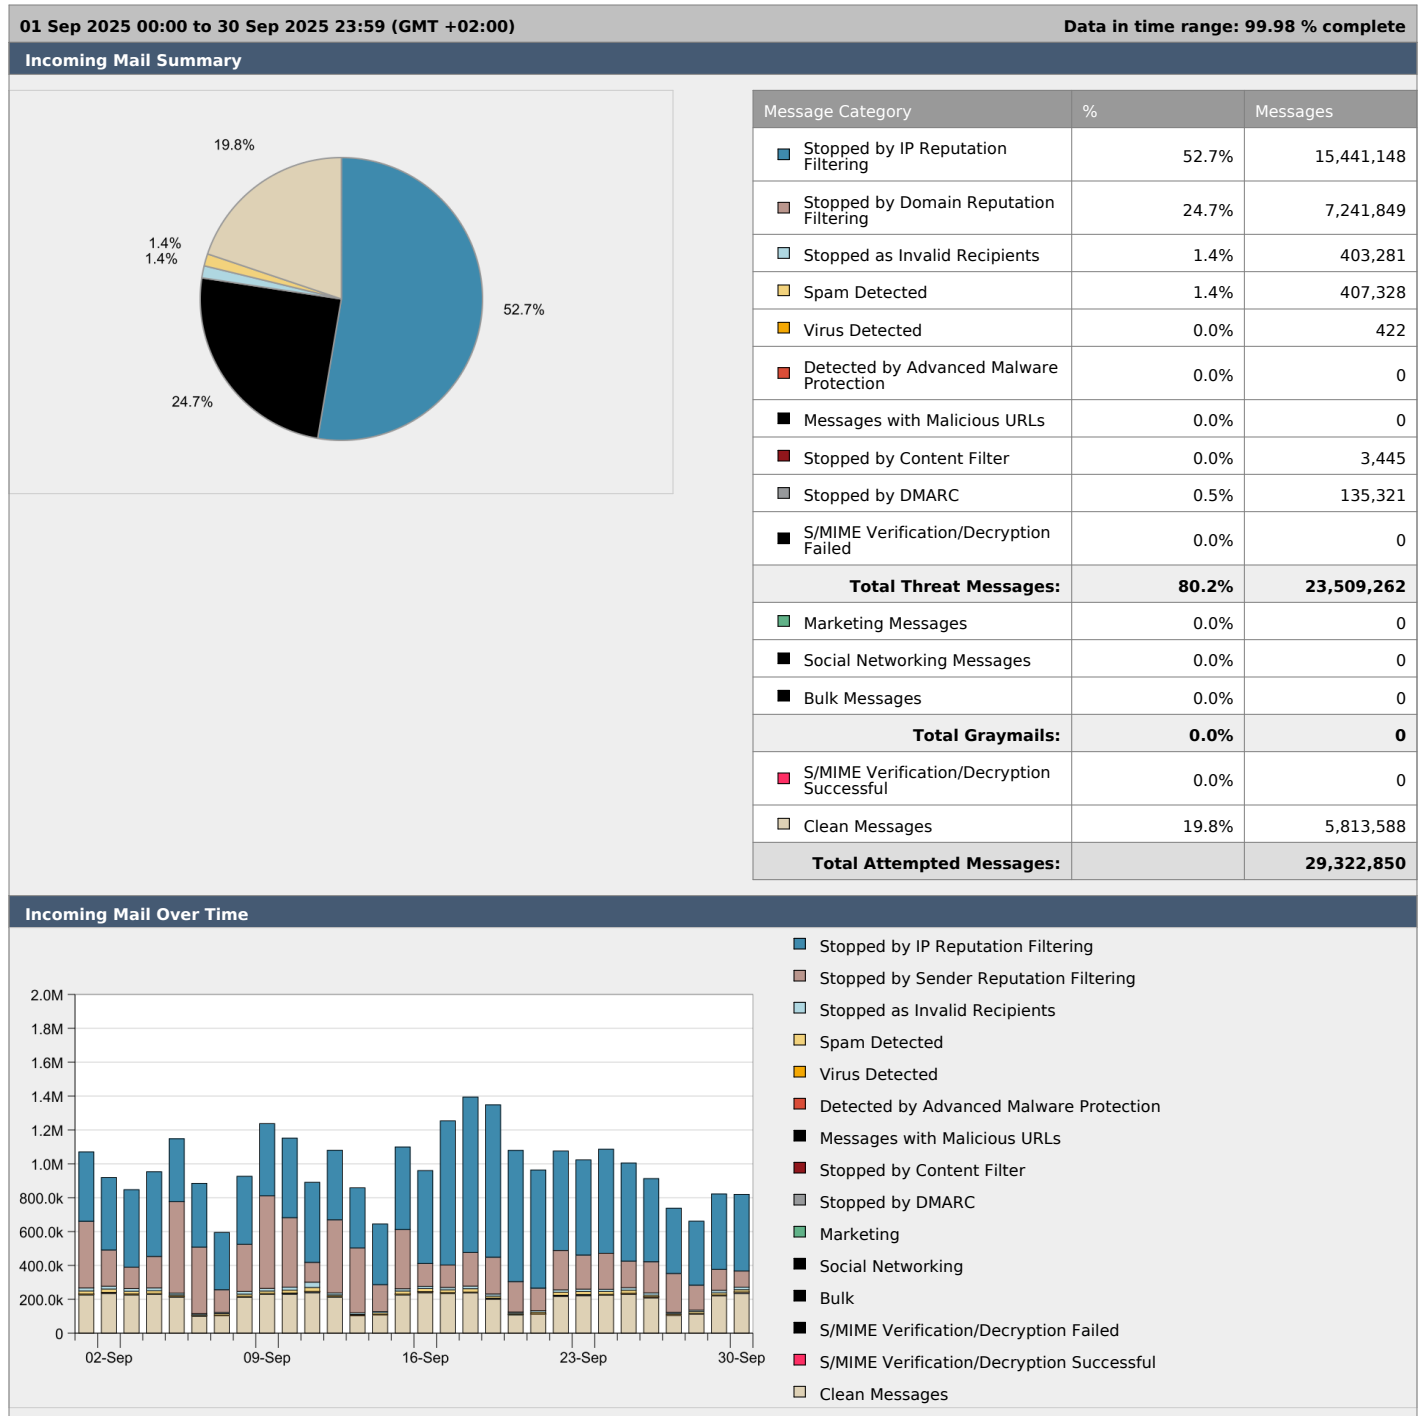 01 Sep 2025 00:00 to 30 Sep 2025 23:59 (GMT +02:00) Data in time range: 99.98 % complete
Incoming Mail Summary
19.8%
1.4%
1.4%
52.7%
24.7%
Message Category % Messages
Stopped by IP Reputation
Filtering 52.7% 15,441,148
Stopped by Domain Reputation
Filtering 24.7% 7,241,849
Stopped as Invalid Recipients 1.4% 403,281
Spam Detected 1.4% 407,328
Virus Detected 0.0% 422
Detected by Advanced Malware
Protection 0.0% 0
Messages with Malicious URLs 0.0% 0
Stopped by Content Filter 0.0% 3,445
Stopped by DMARC 0.5% 135,321
S/MIME Verification/Decryption
Failed 0.0% 0
Total Threat Messages: 80.2% 23,509,262
Marketing Messages 0.0% 0
Social Networking Messages 0.0% 0
Bulk Messages 0.0% 0
Total Graymails: 0.0% 0
S/MIME Verification/Decryption
Successful 0.0% 0
Clean Messages 19.8% 5,813,588
Total Attempted Messages: 29,322,850
Incoming Mail Over Time
2.0M
1.8M
1.6M
1.4M
1.2M
1.0M
800.0k
600.0k
400.0k
200.0k
0
02-Sep 09-Sep 16-Sep 23-Sep 30-Sep
Stopped by IP Reputation Filtering
Stopped by Sender Reputation Filtering
Stopped as Invalid Recipients
Spam Detected
Virus Detected
Detected by Advanced Malware Protection
Messages with Malicious URLs
Stopped by Content Filter
Stopped by DMARC
Marketing
Social Networking
Bulk
S/MIME Verification/Decryption Failed
S/MIME Verification/Decryption Successful
Clean Messages